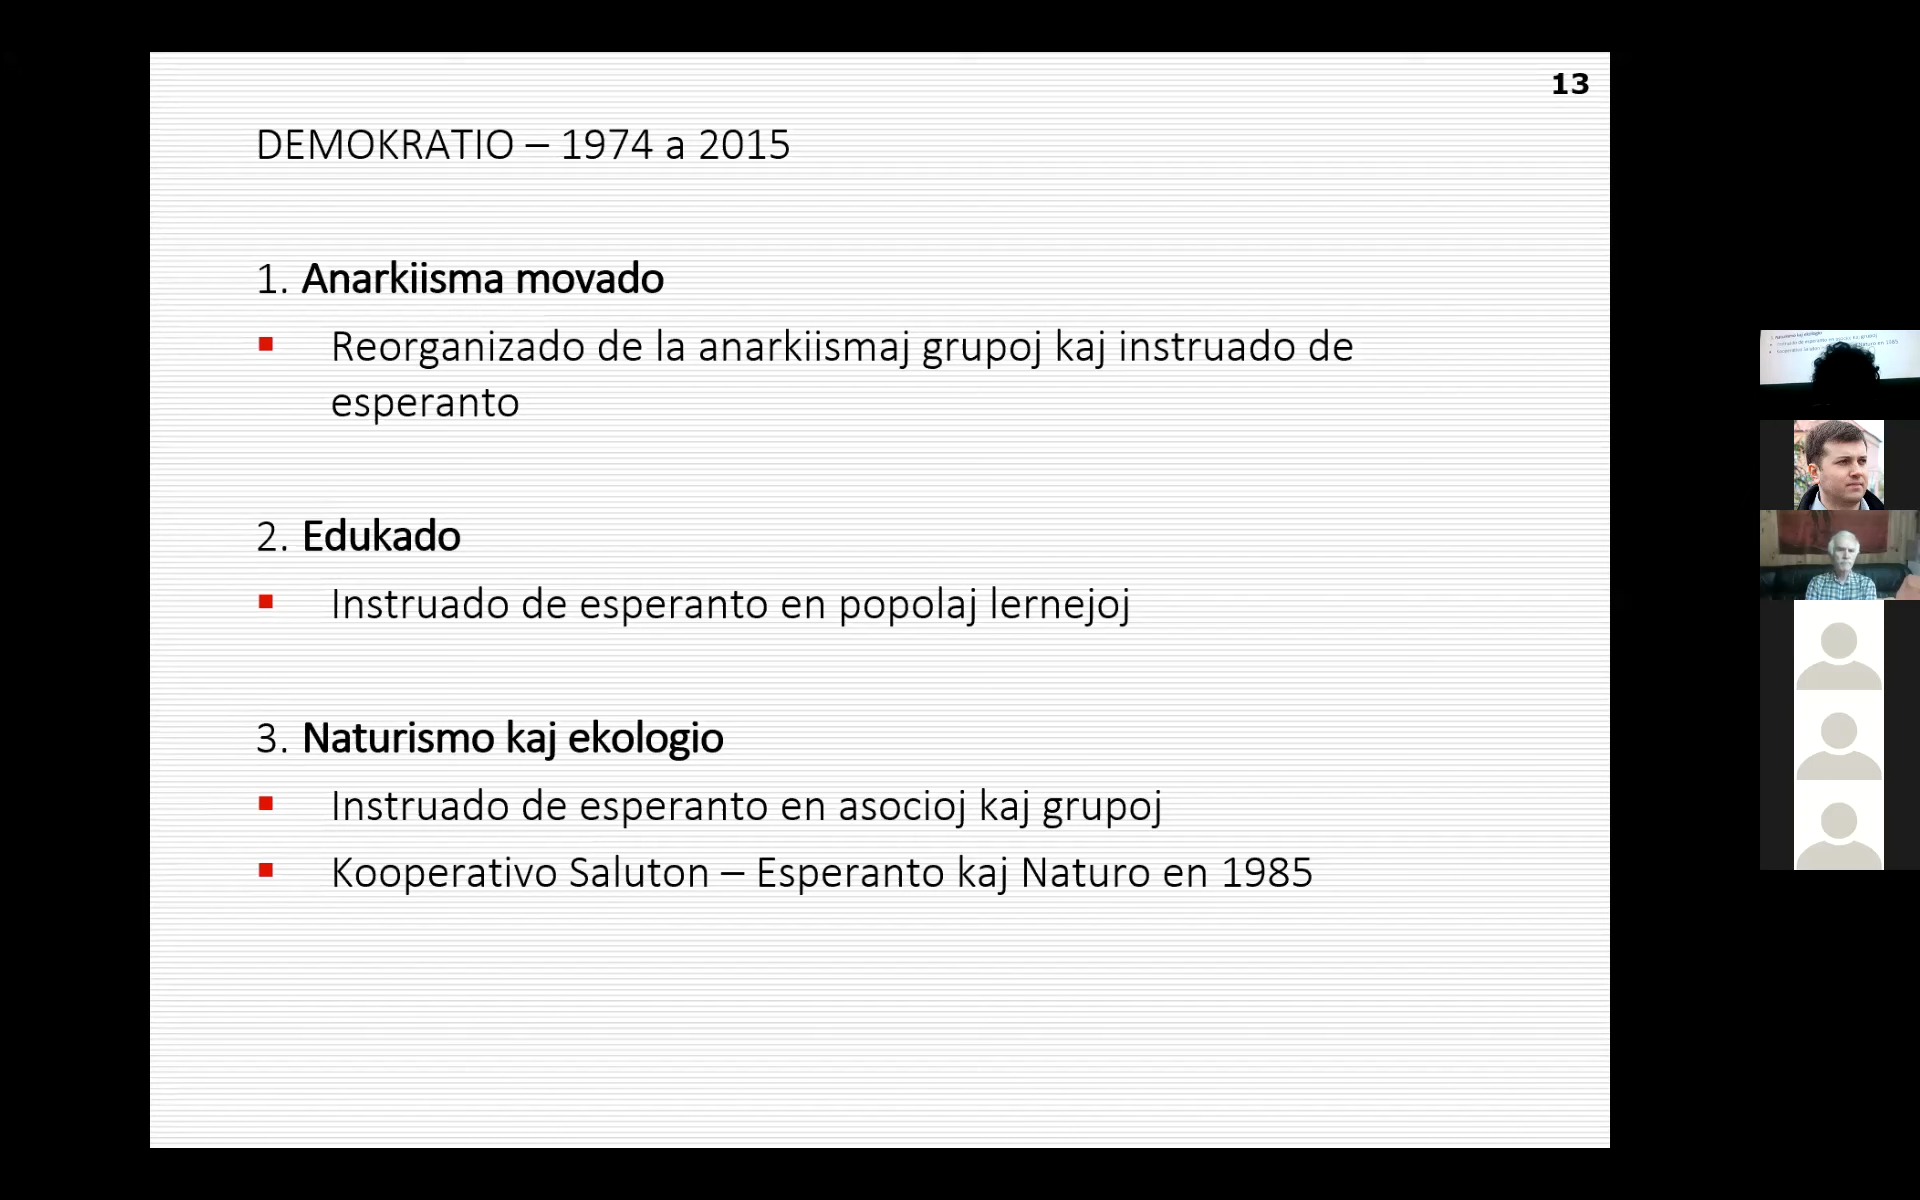 13
DEMOKRATIO – 1974 a 2015
1. Anarkiisma movado
▪ Reorganizado de la anarkiismaj grupoj kaj instruado de
esperanto
2. Edukado
▪ Instruado de esperanto en popolaj lernejoj
3. Naturismo kaj ekologio
▪ Instruado de esperanto en asocioj kaj grupoj
▪ Kooperativo Saluton – Esperanto kaj Naturo en 1985